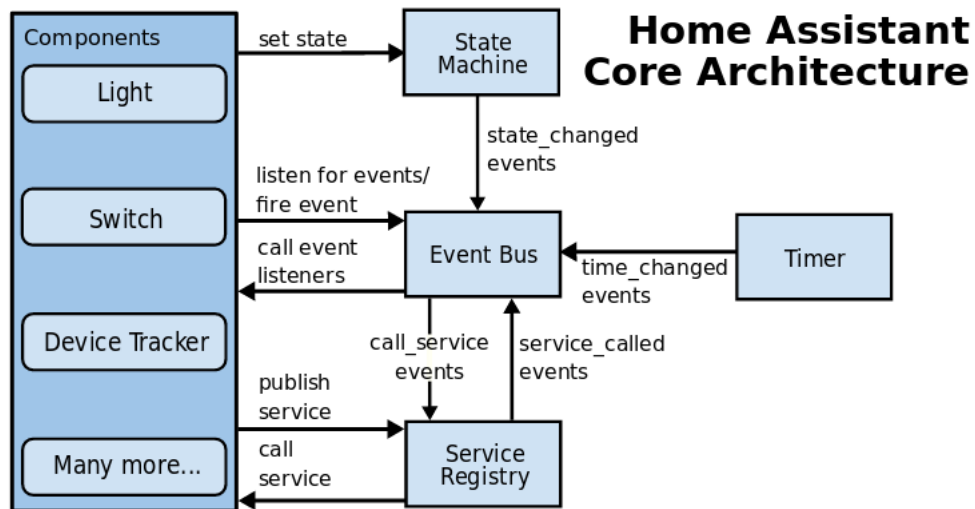 Home Assistant
Core Architecture
Components
Light
Switch
Device Tracker
Many more...
set state
State
Machine
state_changed
events
listen for events/
fire event
call event
listeners
Event Bus
time_changed
events
Timer
call_service
events
service_called
events
publish
service
call
service
Service
Registry